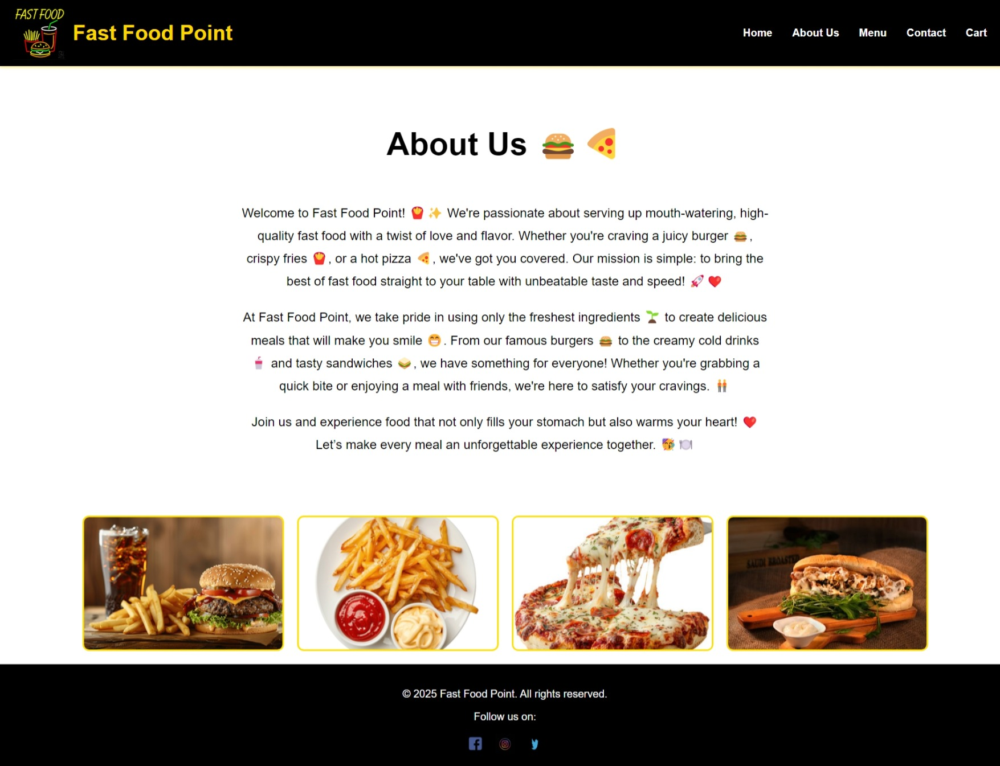 FAST FOOD
Fast Food Point
Home
About Us
Menu
Contact
Cart
About Us 🍔 🍕
Welcome to Fast Food Point! 🍟✨ We're passionate about serving up mouth-watering, high-
quality fast food with a twist of love and flavor. Whether you're craving a juicy burger 🍔,
crispy fries 🍟, or a hot pizza 🍕, we've got you covered. Our mission is simple: to bring the
best of fast food straight to your table with unbeatable taste and speed! 🚀❤️
At Fast Food Point, we take pride in using only the freshest ingredients 🌱 to create delicious
meals that will make you smile 😁. From our famous burgers 🍔 to the creamy cold drinks
🥤 and tasty sandwiches 🥪, we have something for everyone! Whether you're grabbing a
quick bite or enjoying a meal with friends, we're here to satisfy your cravings. 👬
Join us and experience food that not only fills your stomach but also warms your heart! ❤️
Let’s make every meal an unforgettable experience together. 🥳🍽️
SAUDI BROASTED
© 2025 Fast Food Point. All rights reserved.
Follow us on: